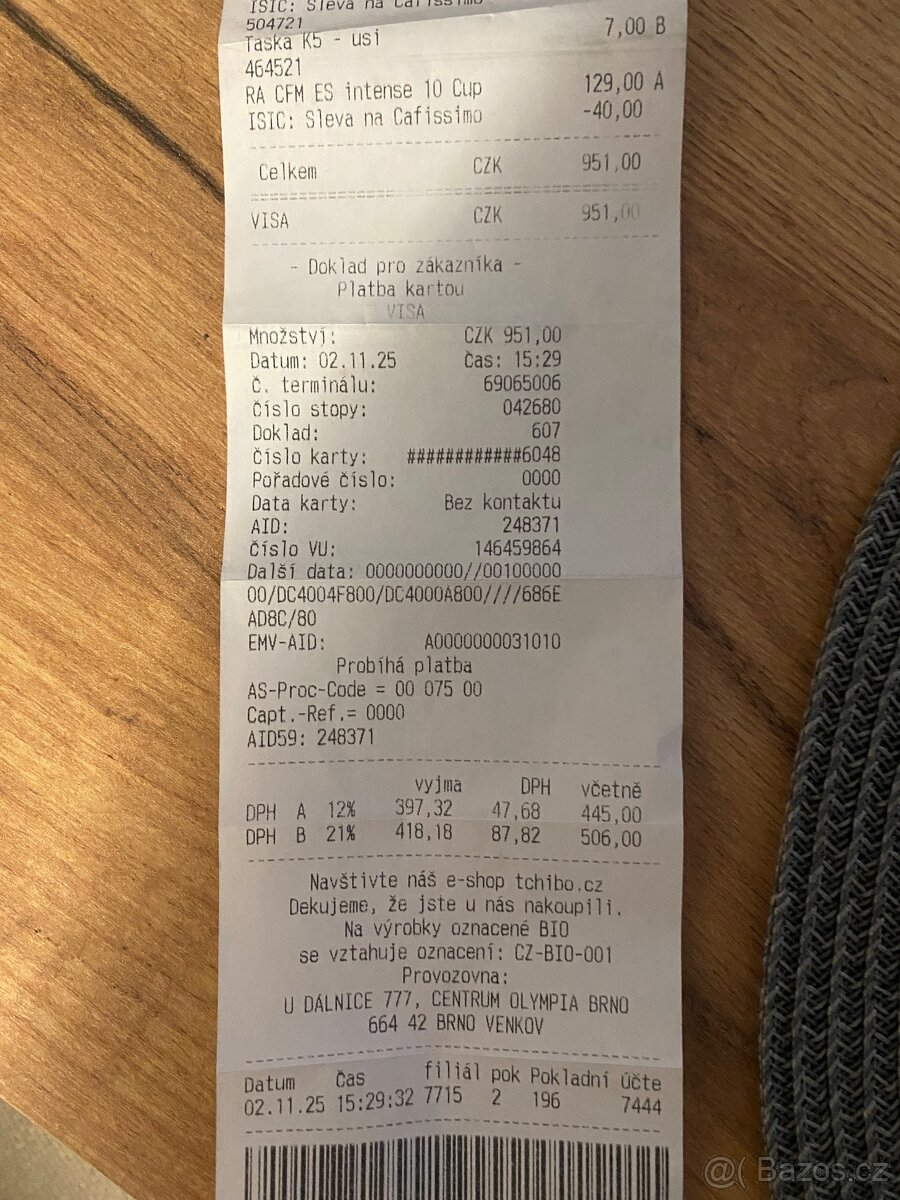 ISIC: Sleva na Cafissimo
504721
Taska K5 - usi 7,00 B
464521
RA CFM ES intense 10 Cup 129,00 A
ISIC: Sleva na Cafissimo -40,00
Celkem CZK 951,00
VISA CZK 951,00
- Doklad pro zákazníka -
Platba kartou
VISA
Množství: CZK 951,00
Datum: 02.11.25 Čas: 15:29
Č. terminálu: 69065006
Číslo stopy: 042680
Doklad: 607
Číslo karty: ############6048
Pořadové číslo: 0000
Data karty: Bez kontaktu
AID: 248371
Číslo VU: 146459864
Další data: 0000000000//00100000
00/DC4004F800/DC4000A800////686E
AD8C/80
EMV-AID: A0000000031010
Probíhá platba
AS-Proc-Code = 00 075 00
Capt.-Ref.= 0000
AID59: 248371
vyjma DPH včetně
DPH A 12% 397,32 47,68 445,00
DPH B 21% 418,18 87,82 506,00
Navštivte náš e-shop tchibo.cz
Dekujeme, že jste u nás nakoupili.
Na výrobky oznacené BIO
se vztahuje oznacení: CZ-BIO-001
Provozovna:
U DÁLNICE 777, CENTRUM OLYMPIA BRNO
664 42 BRNO VENKOV
Datum Čas filiál pok Pokladní Účte
02.11.25 15:29:32 7715 2 196 7444
@( Bazos.cz